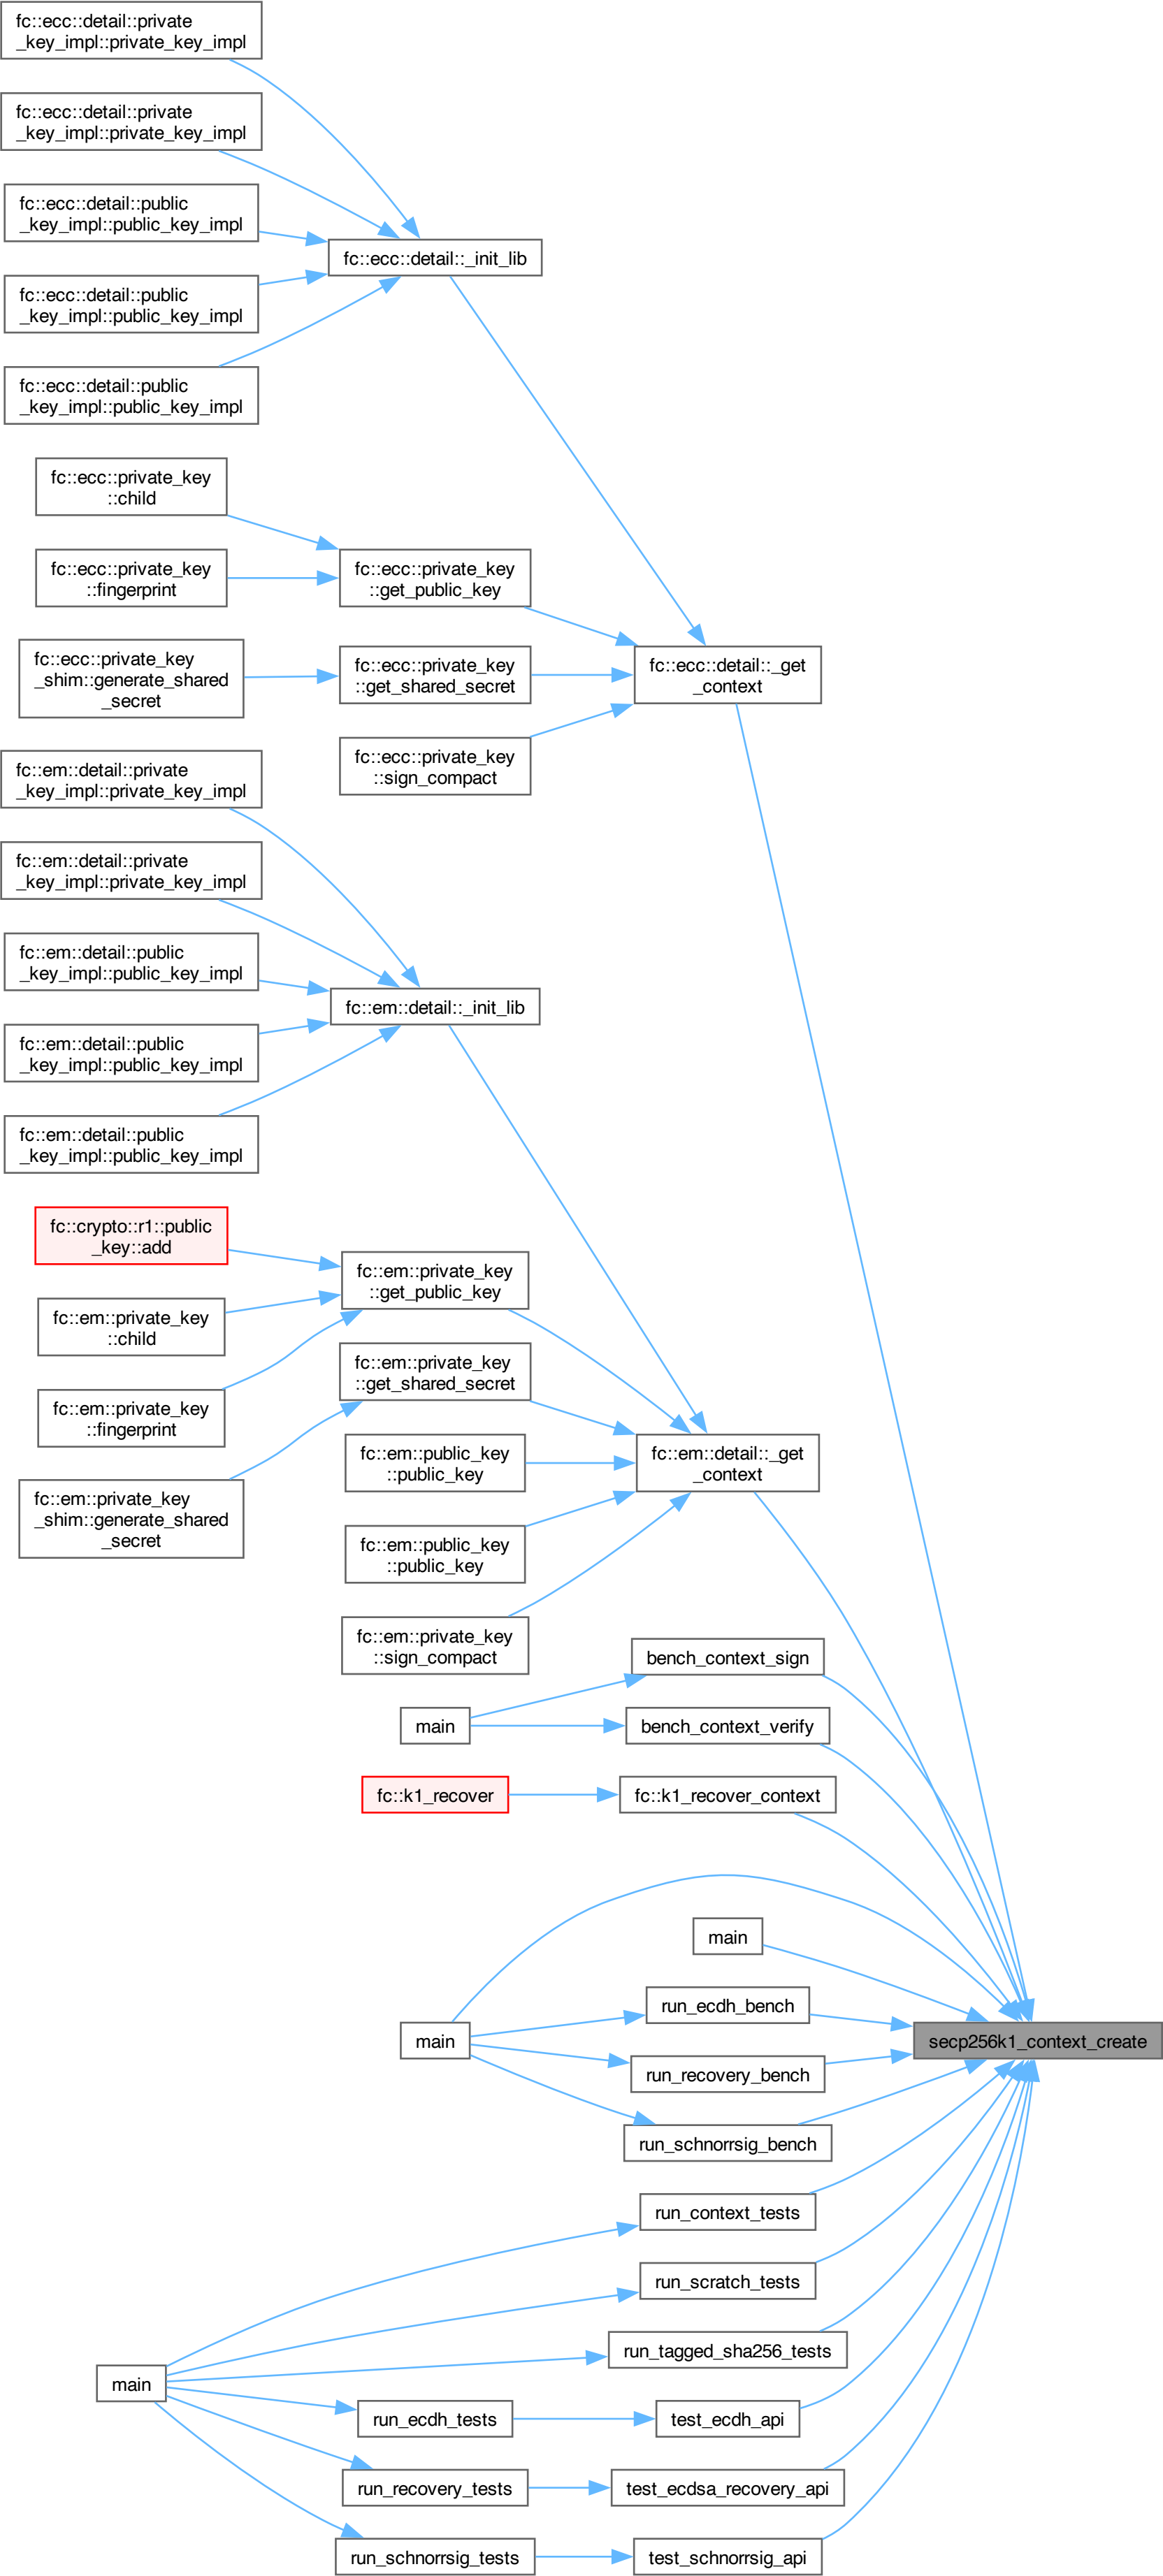 fc::ecc::detail::private
_key_impl::private_key_impl
fc::ecc::detail::private
_key_impl::private_key_impl
fc::ecc::detail::public
_key_impl::public_key_impl
fc::ecc::detail::_init_lib
fc::ecc::detail::public
_key_impl::public_key_impl
fc::ecc::detail::public
_key_impl::public_key_impl
fc::ecc::private_key
::child
fc::ecc::private_key
::fingerprint
fc::ecc::private_key
::get_public_key
fc::ecc::private_key
_shim::generate_shared
_secret
fc::ecc::private_key
::get_shared_secret
fc::ecc::detail::_get
_context
fc::ecc::private_key
::sign_compact
fc::em::detail::private
_key_impl::private_key_impl
fc::em::detail::private
_key_impl::private_key_impl
fc::em::detail::public
_key_impl::public_key_impl
fc::em::detail::_init_lib
fc::em::detail::public
_key_impl::public_key_impl
fc::em::detail::public
_key_impl::public_key_impl
fc::crypto::r1::public
_key::add
fc::em::private_key
::get_public_key
fc::em::private_key
::child
fc::em::private_key
::get_shared_secret
fc::em::private_key
::fingerprint
fc::em::public_key
::public_key
fc::em::detail::_get
_context
fc::em::private_key
_shim::generate_shared
_secret
fc::em::public_key
::public_key
fc::em::private_key
::sign_compact
bench_context_sign
main
bench_context_verify
fc::k1_recover
fc::k1_recover_context
main
run_ecdh_bench
main
secp256k1_context_create
run_recovery_bench
run_schnorrsig_bench
run_context_tests
run_scratch_tests
run_tagged_sha256_tests
main
run_ecdh_tests
test_ecdh_api
run_recovery_tests
test_ecdsa_recovery_api
run_schnorrsig_tests
test_schnorrsig_api